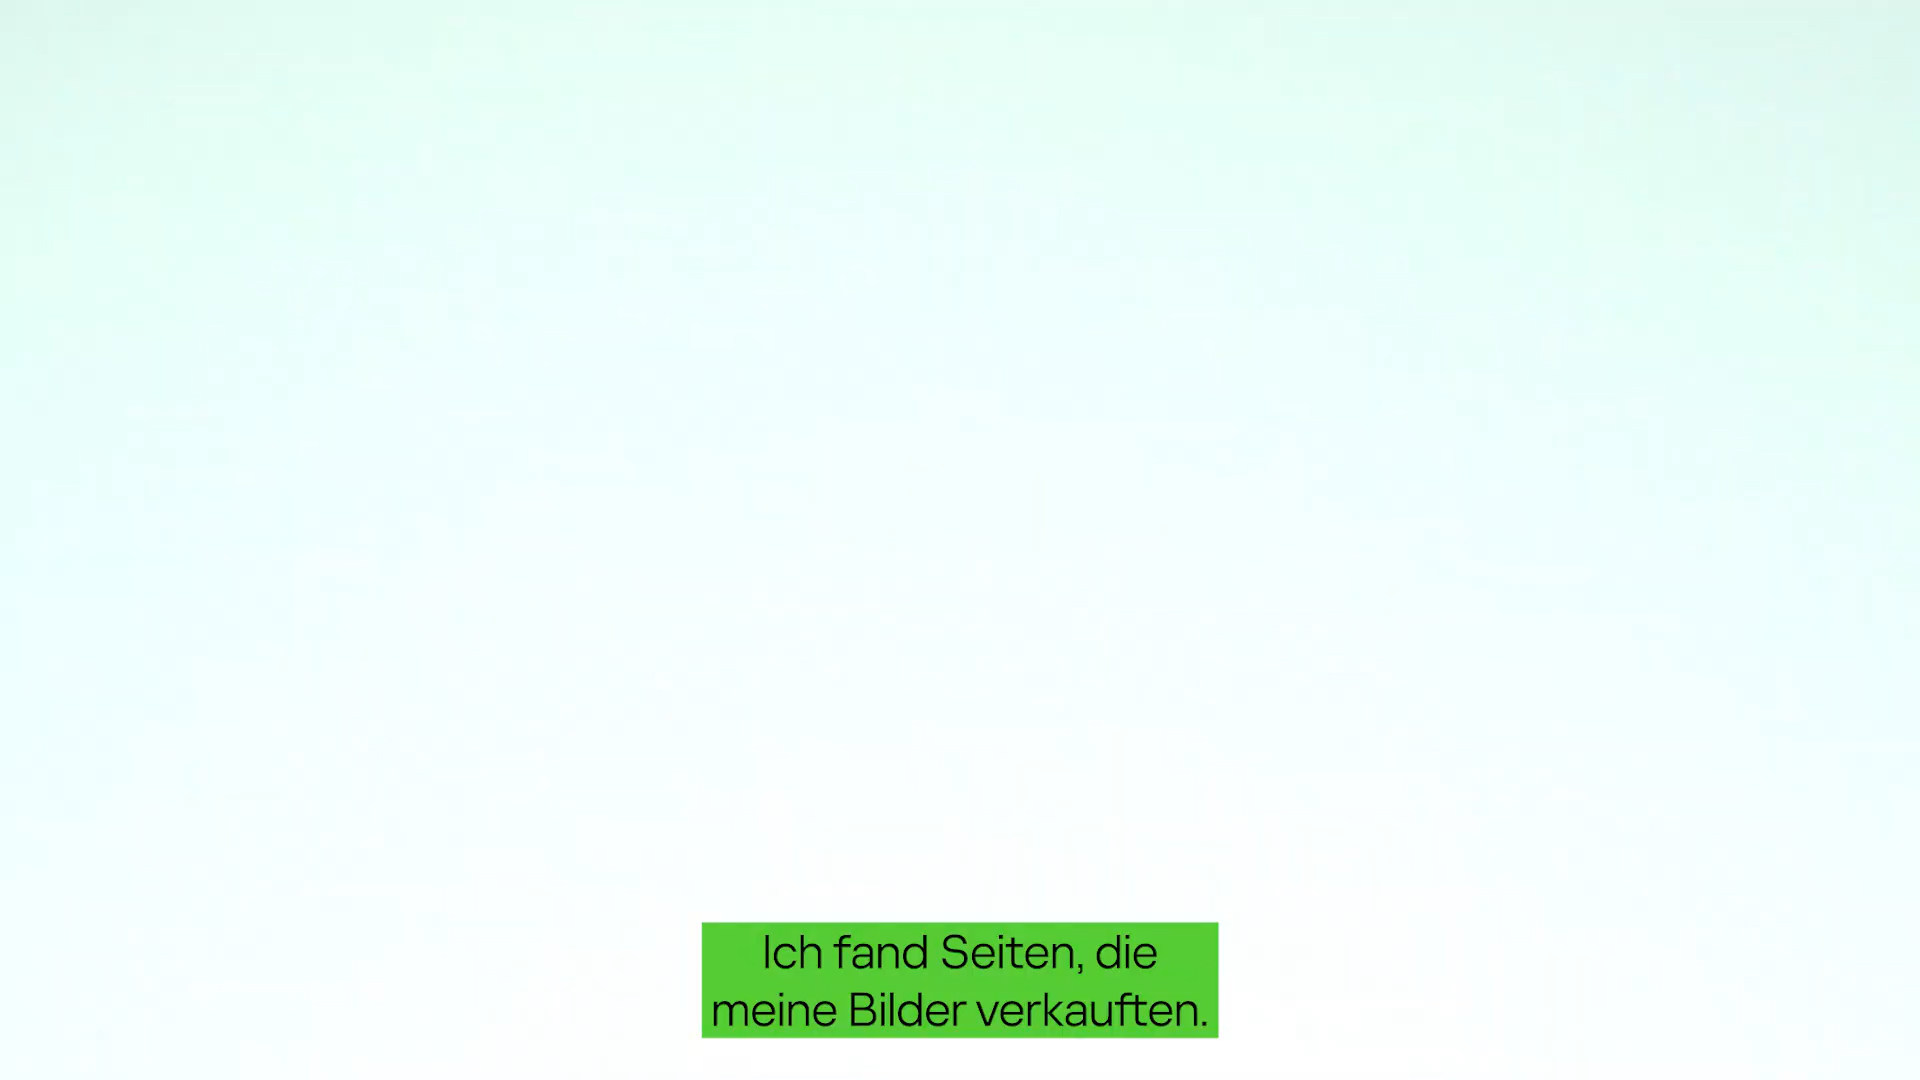 Ich fand Seiten, die
meine Bilder verkauften.